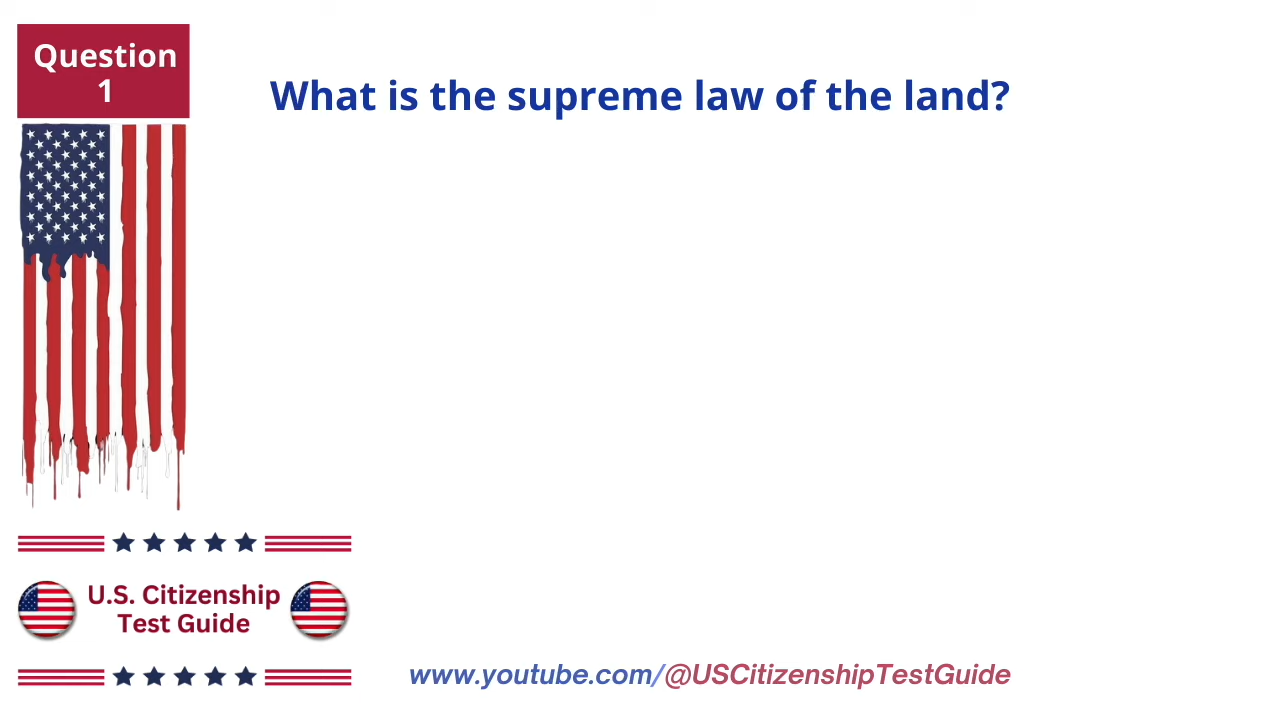 Question
1
What is the supreme law of the land?
U.S. Citizenship
Test Guide
www.youtube.com/@USCitizenshipTestGuide